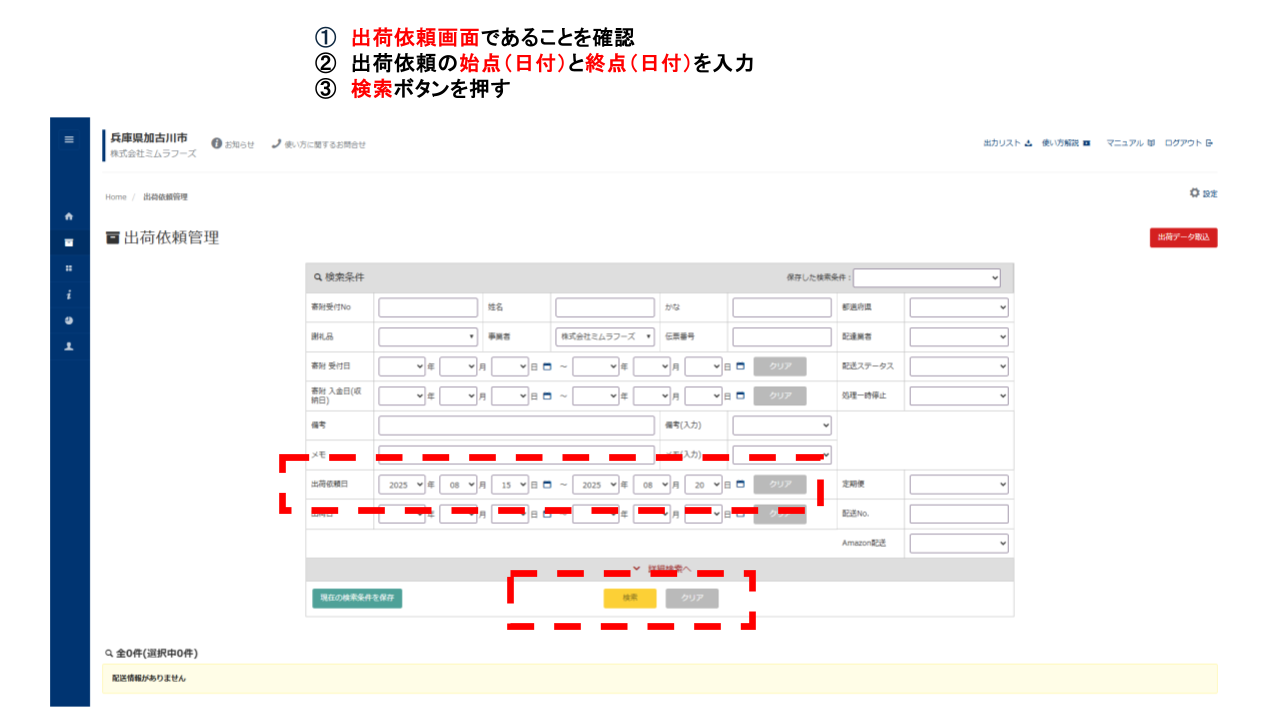 ① 出荷依頼画面であることを確認
② 出荷依頼の始点(日付)と終点(日付)を入力
③ 検索ボタンを押す
兵庫県加古川市
株式会社ミムラフーズ
お知らせ 使い方に関するお問合せ
出力リスト 使い方解説 マニュアル ログアウト
Home / 出荷依頼管理
設定
出荷依頼管理
出荷データ取込
検索条件 保存した検索条件:
寄附受付No 姓名 かな 都道府県
謝礼品 事業者 株式会社ミムラフーズ 伝票番号 配達業者
寄附 受付日 年 月 日 ~ 年 月 日 クリア 配送ステータス
寄附 入金日(収納日) 年 月 日 ~ 年 月 日 クリア 処理一時停止
備考 備考(入力)
メモ メモ(入力)
出荷依頼日 2025 年 08 月 15 日 ~ 2025 年 08 月 20 日 クリア 定期便
出荷日 年 月 日 ~ 年 月 日 クリア 配送No.
Amazon配送
詳細検索へ
現在の検索条件を保存 検索 クリア
全0件(選択中0件)
配送情報がありません